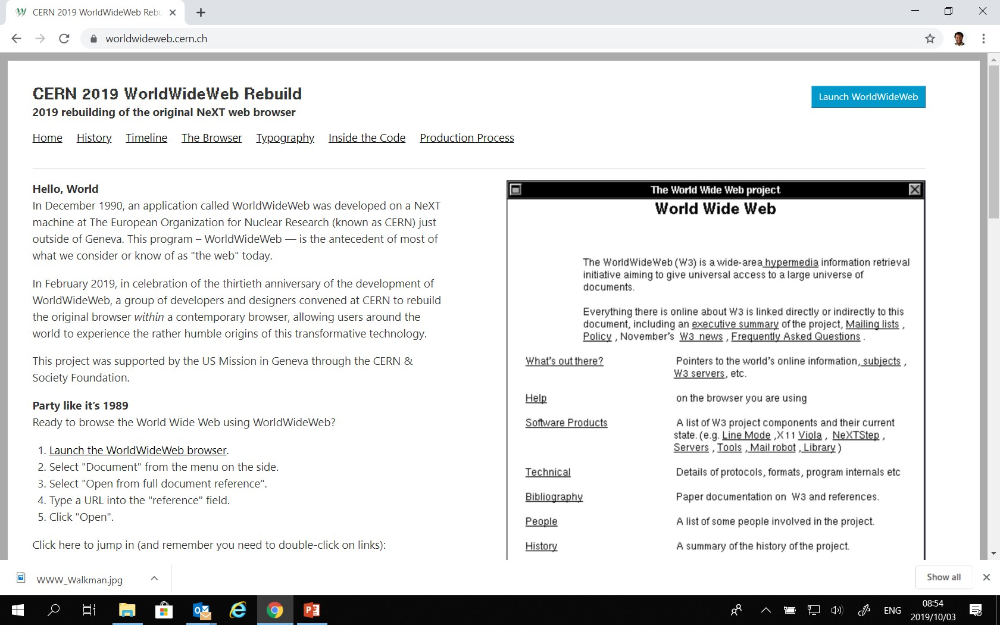 CERN 2019 WorldWideWeb Rebu
worldwideweb.cern.ch
CERN 2019 WorldWideWeb Rebuild
2019 rebuilding of the original NeXT web browser
Launch WorldWideWeb
Home History Timeline The Browser Typography Inside the Code Production Process
Hello, World
In December 1990, an application called WorldWideWeb was developed on a NeXT
machine at The European Organization for Nuclear Research (known as CERN) just
outside of Geneva. This program – WorldWideWeb — is the antecedent of most of
what we consider or know of as "the web" today.
In February 2019, in celebration of the thirtieth anniversary of the development of
WorldWideWeb, a group of developers and designers convened at CERN to rebuild
the original browser within a contemporary browser, allowing users around the
world to experience the rather humble origins of this transformative technology.
This project was supported by the US Mission in Geneva through the CERN &
Society Foundation.
Party like it's 1989
Ready to browse the World Wide Web using WorldWideWeb?
1. Launch the WorldWideWeb browser.
2. Select "Document" from the menu on the side.
3. Select "Open from full document reference".
4. Type a URL into the "reference" field.
5. Click "Open".
Click here to jump in (and remember you need to double-click on links):
The World Wide Web project
World Wide Web
The WorldWideWeb (W3) is a wide-area hypermedia information retrieval
initiative aiming to give universal access to a large universe of
documents.
Everything there is online about W3 is linked directly or indirectly to this
document, including an executive summary of the project, Mailing lists ,
Policy , November's W3 news , Frequently Asked Questions .
What's out there? Pointers to the world's online information, subjects ,
W3 servers, etc.
Help on the browser you are using
Software Products A list of W3 project components and their current
state. (e.g. Line Mode ,X11 Viola , NeXTStep ,
Servers , Tools , Mail robot , Library )
Technical Details of protocols, formats, program internals etc
Bibliography Paper documentation on W3 and references.
People A list of some people involved in the project.
History A summary of the history of the project.
WWW_Walkman.jpg
Show all
ENG
08:54
2019/10/03